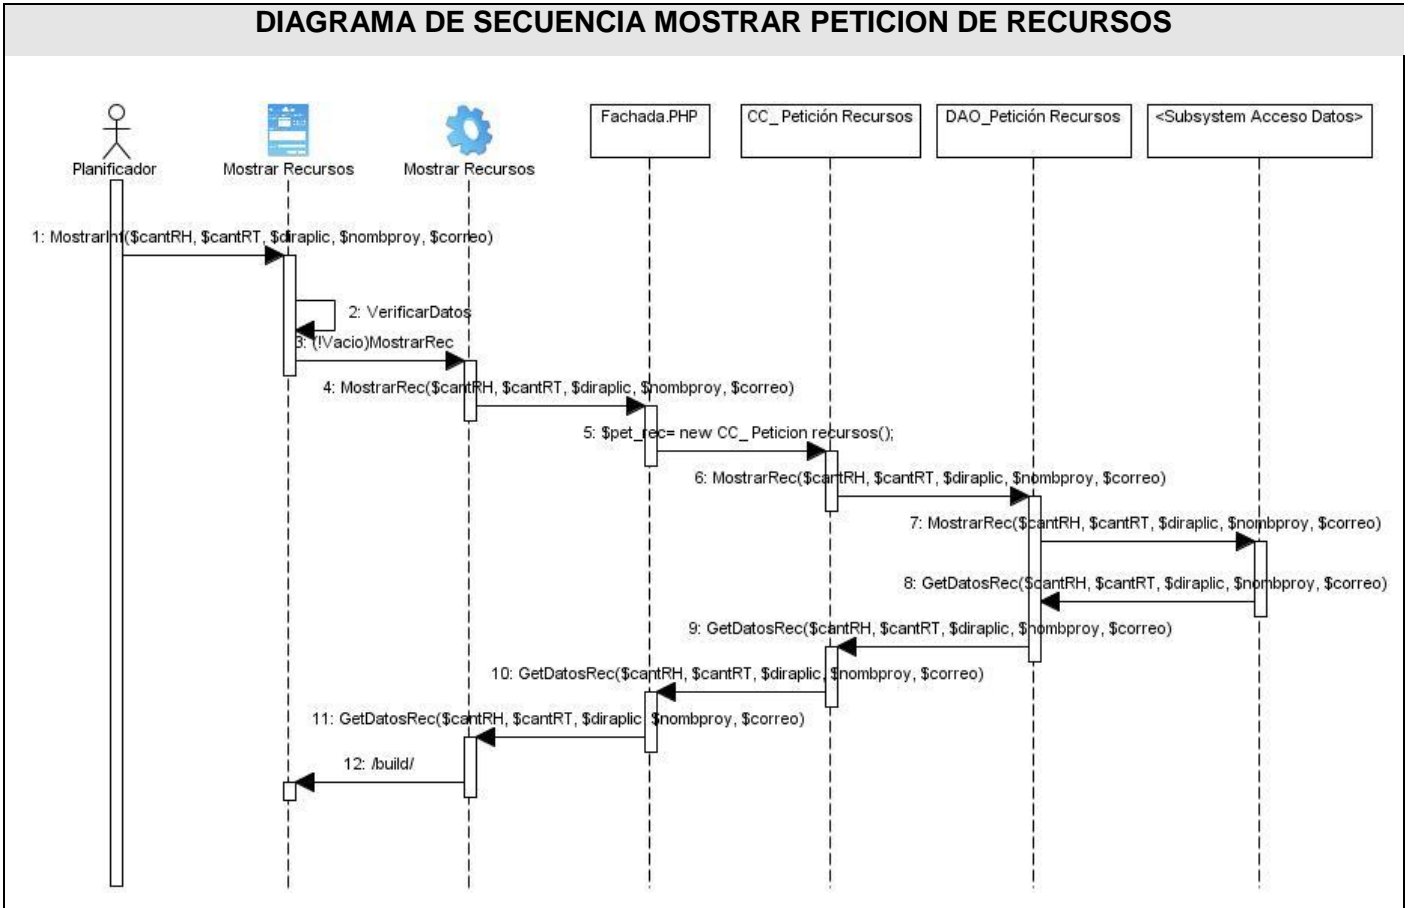 DIAGRAMA DE SECUENCIA MOSTRAR PETICION DE RECURSOS
Planificador
Mostrar Recursos
Mostrar Recursos
Fachada.PHP
CC_ Petición Recursos
DAO_Petición Recursos
<Subsystem Acceso Datos>
1: MostrarInf($cantRH, $cantRT, $diraplic, $nombproy, $correo)
2: VerificarDatos
3: (!Vacio)MostrarRec
4: MostrarRec($cantRH, $cantRT, $diraplic, $nombproy, $correo)
5: $pet_rec= new CC_ Peticion recursos();
6: MostrarRec($cantRH, $cantRT, $diraplic, $nombproy, $correo)
7: MostrarRec($cantRH, $cantRT, $diraplic, $nombproy, $correo)
8: GetDatosRec($cantRH, $cantRT, $diraplic, $nombproy, $correo)
9: GetDatosRec($cantRH, $cantRT, $diraplic, $nombproy, $correo)
10: GetDatosRec($cantRH, $cantRT, $diraplic, $nombproy, $correo)
11: GetDatosRec($cantRH, $cantRT, $diraplic, $nombproy, $correo)
12: /build/